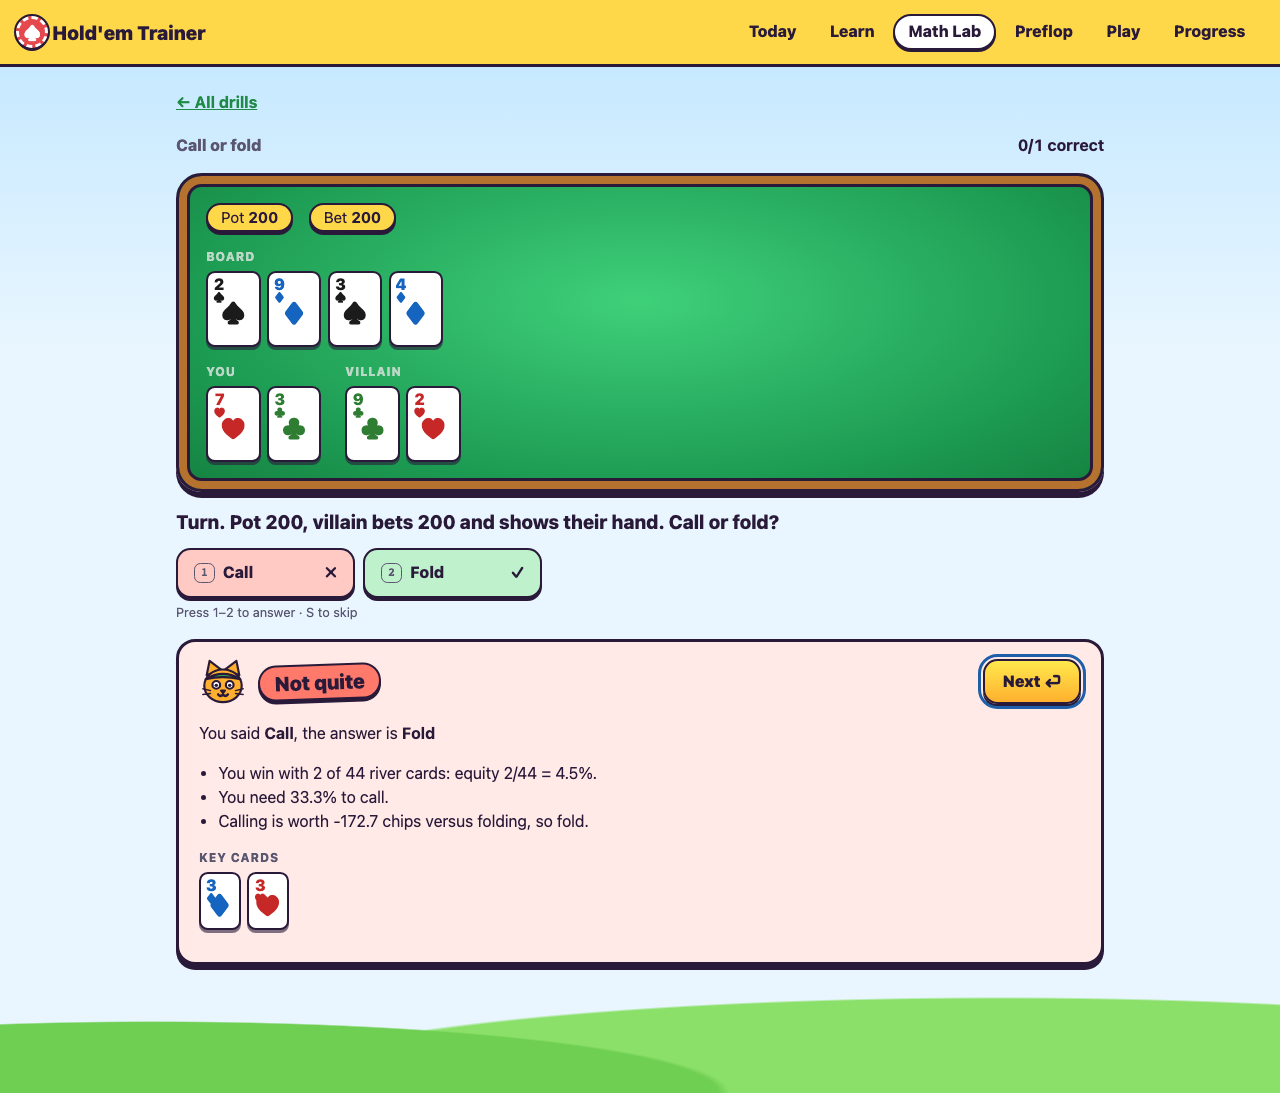 Hold'em Trainer
Today Learn Math Lab Preflop Play Progress
← All drills
Call or fold 0/1 correct
Pot 200 Bet 200
BOARD
2 9 3 4
YOU VILLAIN
7 3 9 2
Turn. Pot 200, villain bets 200 and shows their hand. Call or fold?
1 Call ✕ 2 Fold ✓
Press 1–2 to answer · S to skip
Not quite Next ⏎
You said Call, the answer is Fold
• You win with 2 of 44 river cards: equity 2/44 = 4.5%.
• You need 33.3% to call.
• Calling is worth -172.7 chips versus folding, so fold.
KEY CARDS
3 3